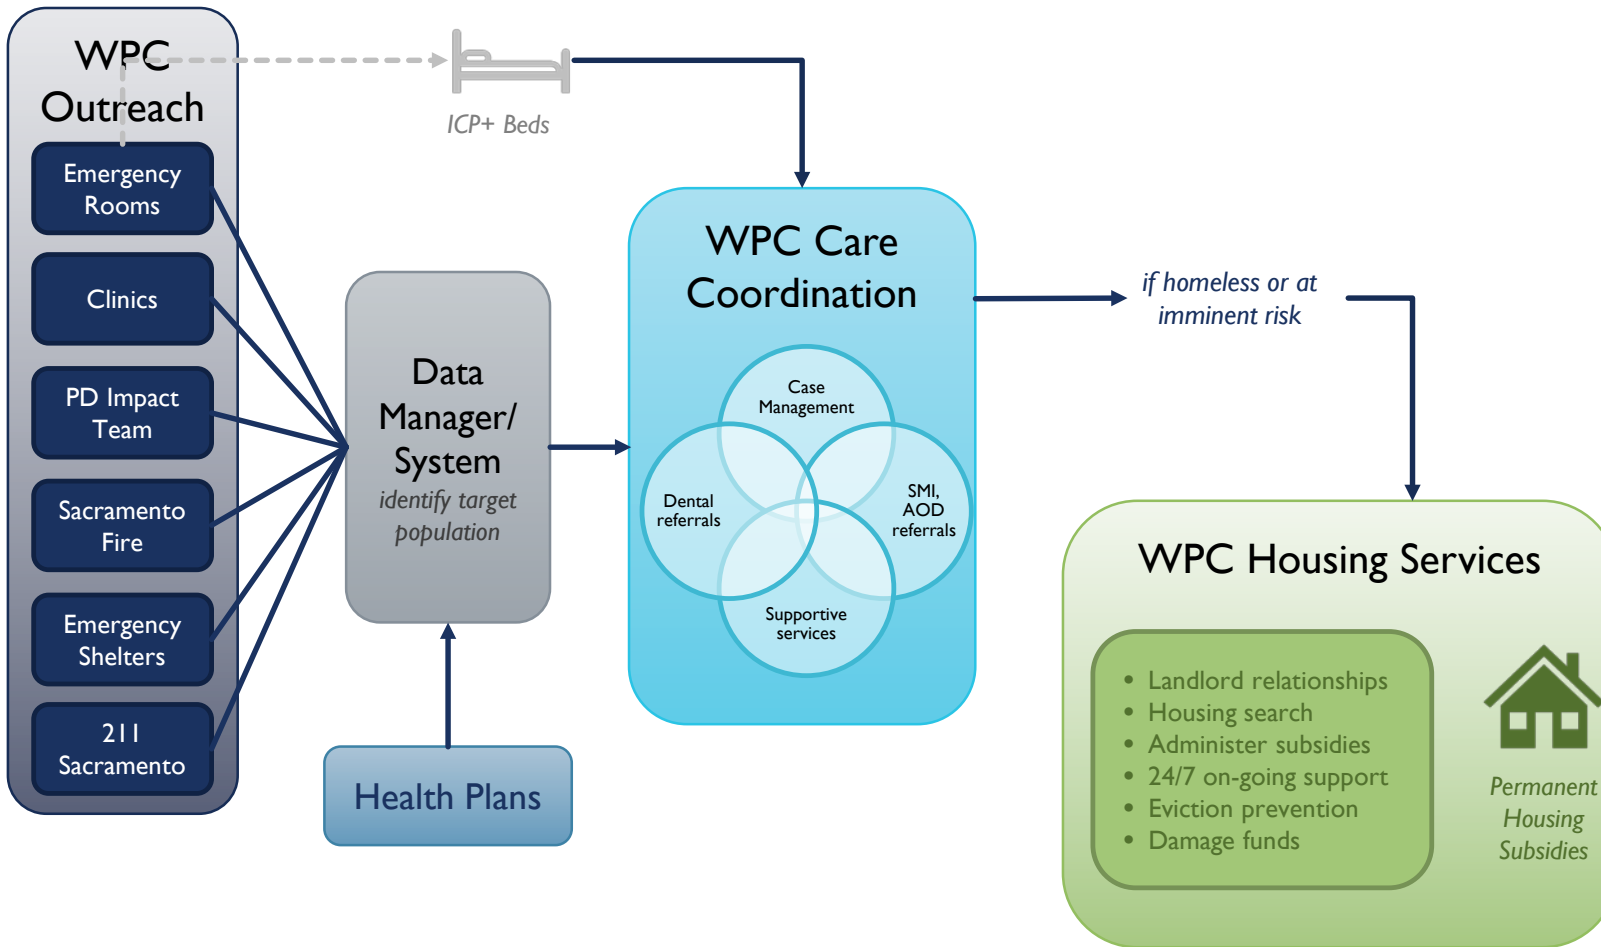 WPC
Outreach
Emergency
Rooms
Clinics
PD Impact
Team
Sacramento
Fire
Emergency
Shelters
211
Sacramento
ICP+ Beds
Data
Manager/
System
identify target
population
Health Plans
WPC Care
Coordination
Case
Management
Dental
referrals
SMI,
AOD
referrals
Supportive
services
if homeless or at
imminent risk
WPC Housing Services
• Landlord relationships
• Housing search
• Administer subsidies
• 24/7 on-going support
• Eviction prevention
• Damage funds
Permanent
Housing
Subsidies